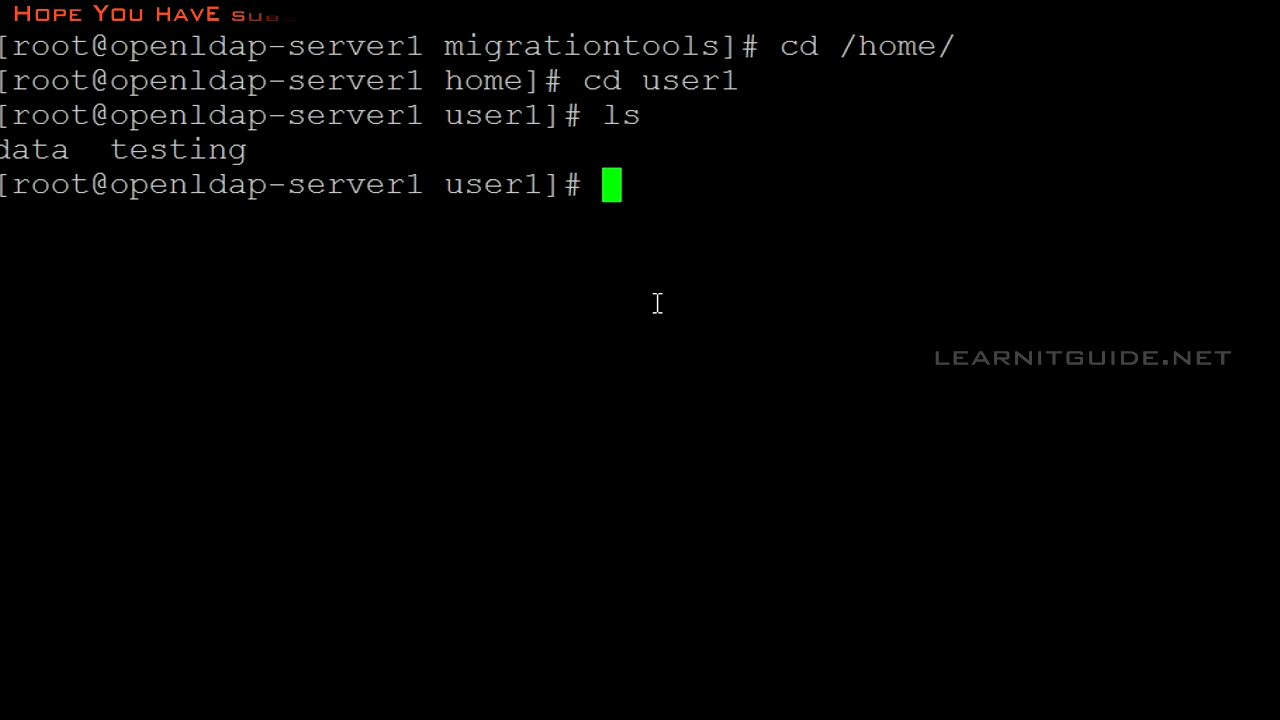 HOPE YOU HAVE SUB
[root@openldap-server1 migrationtools]# cd /home/
[root@openldap-server1 home]# cd user1
[root@openldap-server1 user1]# ls
data  testing
[root@openldap-server1 user1]#
LEARNITGUIDE.NET